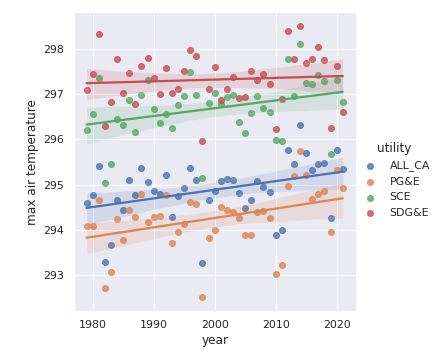 298
297
296
295
294
293
max air temperature
1980
1990
2000
2010
2020
year
utility
ALL_CA
PG&E
SCE
SDG&E